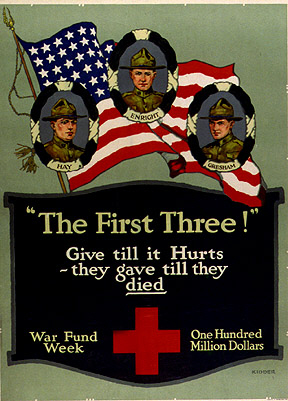 ENRIGHT
HAY
GRESHAM
"The First Three!"
Give till it Hurts
- they gave till they
died
War Fund
Week
One Hundred
Million Dollars